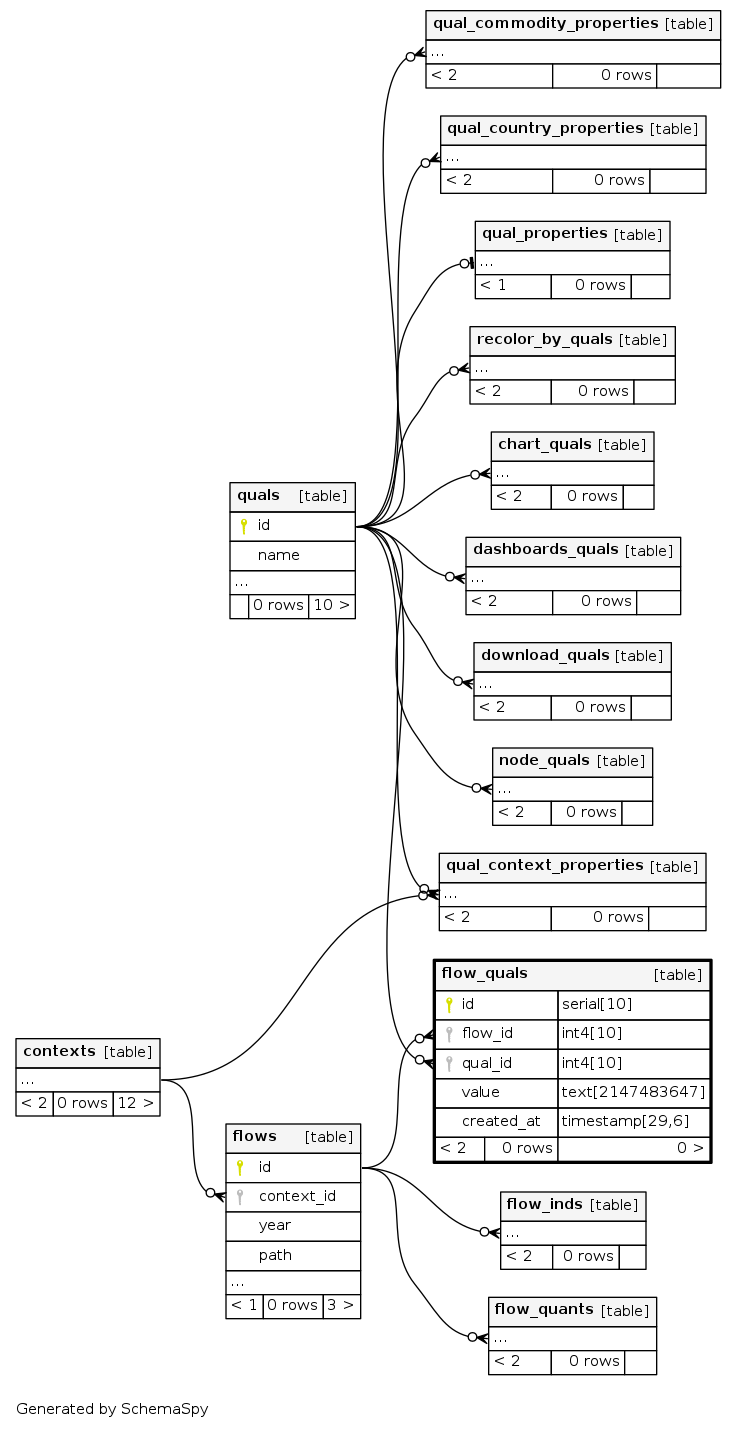 qual_commodity_properties [table]
...
< 2 0 rows
qual_country_properties [table]
...
< 2 0 rows
qual_properties [table]
...
< 1 0 rows
recolor_by_quals [table]
...
< 2 0 rows
chart_quals [table]
...
< 2 0 rows
quals [table]
id
name
...
0 rows 10 >
dashboards_quals [table]
...
< 2 0 rows
download_quals [table]
...
< 2 0 rows
node_quals [table]
...
< 2 0 rows
qual_context_properties [table]
...
< 2 0 rows
flow_quals [table]
id serial[10]
flow_id int4[10]
qual_id int4[10]
value text[2147483647]
created_at timestamp[29,6]
< 2 0 rows 0 >
contexts [table]
...
< 2 0 rows 12 >
flows [table]
id
context_id
year
path
...
< 1 0 rows 3 >
flow_inds [table]
...
< 2 0 rows
flow_quants [table]
...
< 2 0 rows
Generated by SchemaSpy